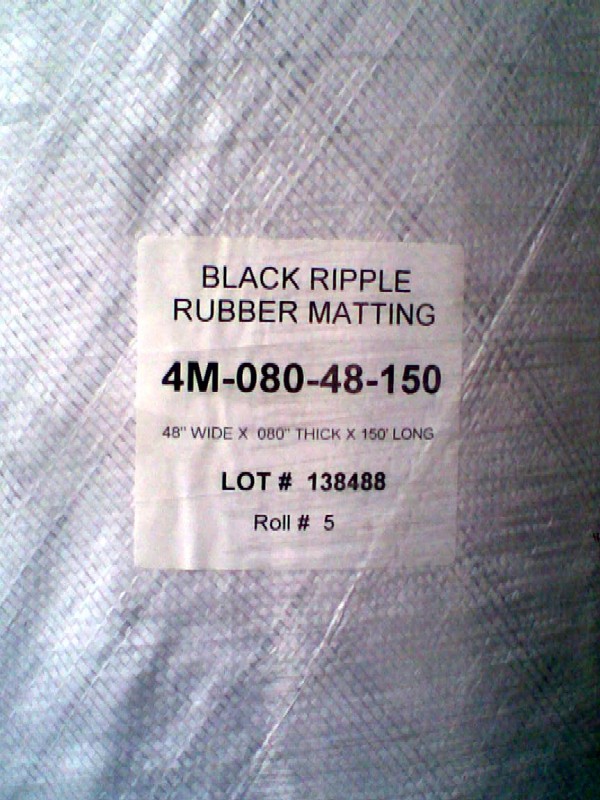 BLACK RIPPLE
RUBBER MATTING
4M-080-48-150
48" WIDE X 080" THICK X 150' LONG
LOT # 138488
Roll # 5